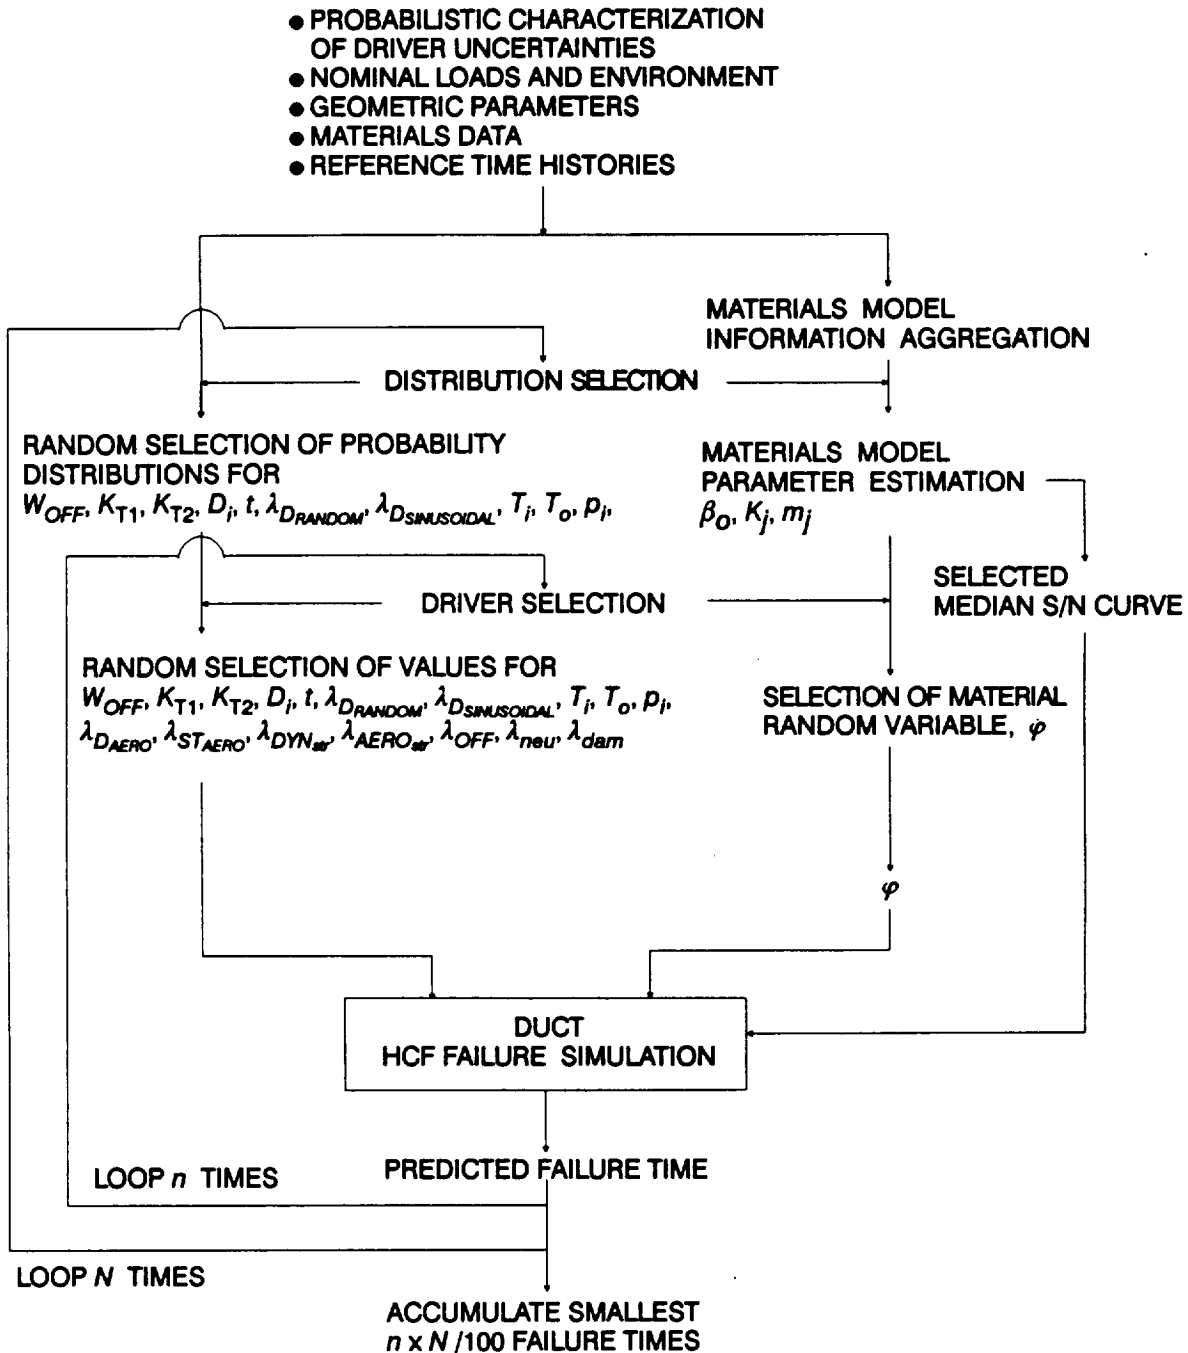 ● PROBABILISTIC CHARACTERIZATION
OF DRIVER UNCERTAINTIES
● NOMINAL LOADS AND ENVIRONMENT
● GEOMETRIC PARAMETERS
● MATERIALS DATA
● REFERENCE TIME HISTORIES
MATERIALS MODEL
INFORMATION AGGREGATION
DISTRIBUTION SELECTION
RANDOM SELECTION OF PROBABILITY
DISTRIBUTIONS FOR
W_OFF, K_T1, K_T2, D_i, t, λ_D_RANDOM, λ_D_SINUSOIDAL, T_i, T_o, p_i,
MATERIALS MODEL
PARAMETER ESTIMATION
β_o, K_j, m_j
SELECTED
MEDIAN S/N CURVE
DRIVER SELECTION
RANDOM SELECTION OF VALUES FOR
W_OFF, K_T1, K_T2, D_i, t, λ_D_RANDOM, λ_D_SINUSOIDAL, T_i, T_o, p_i,
λ_D_AERO, λ_ST_AERO, λ_DYN_str, λ_AERO_str, λ_OFF, λ_neu, λ_dam
SELECTION OF MATERIAL
RANDOM VARIABLE, φ
φ
DUCT
HCF FAILURE SIMULATION
PREDICTED FAILURE TIME
LOOP n TIMES
LOOP N TIMES
ACCUMULATE SMALLEST
n x N /100 FAILURE TIMES